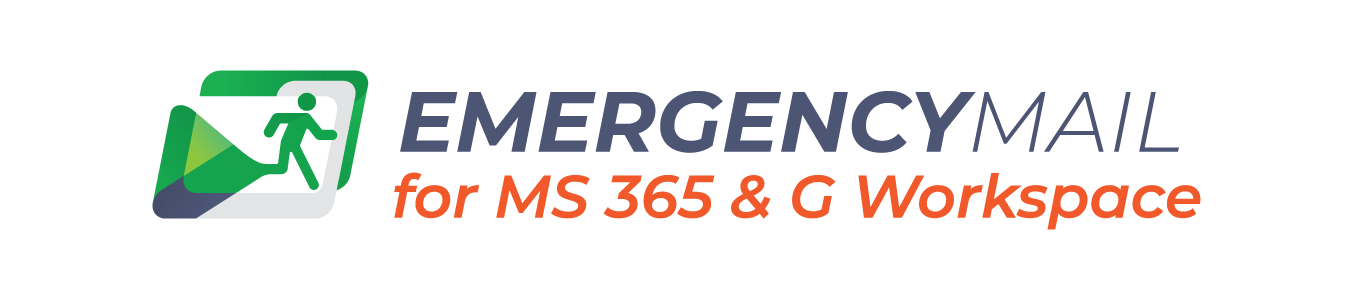 EMERGENCYMAIL
for MS 365 & G Workspace